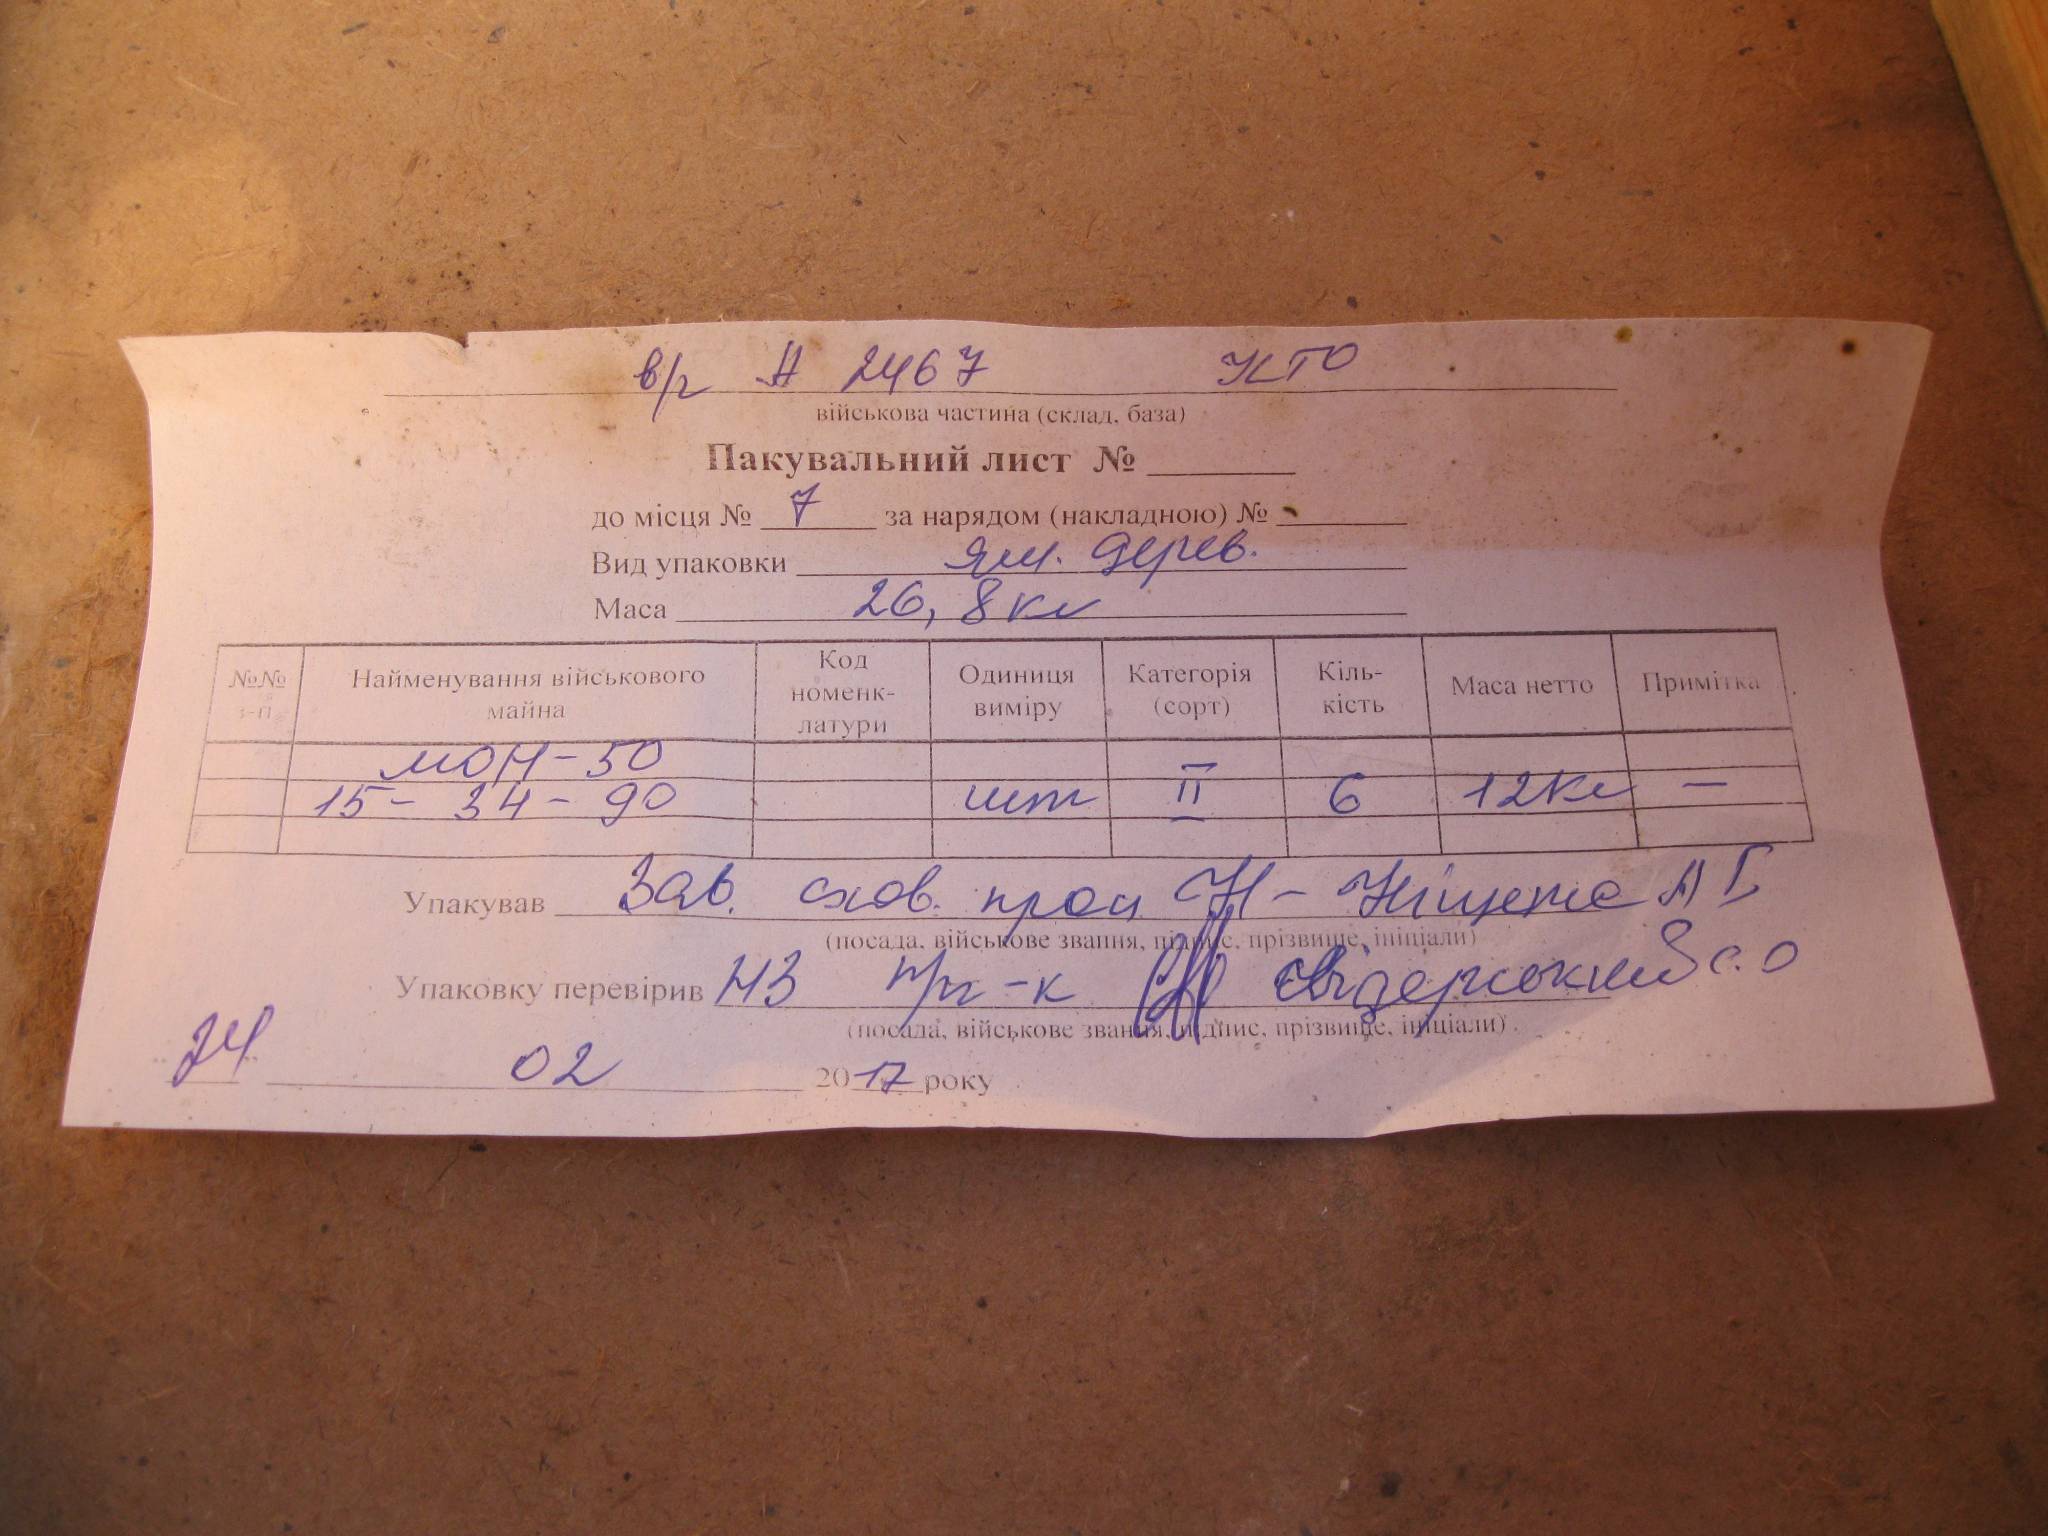 в/ч А 2467 УКТО
військова частина (склад, база)
Пакувальний лист №
до місця № 7 за нарядом (накладною) №
Вид упаковки ящ. дерев.
Маса 26,8кг
№№ з-п Найменування військового майна Код номенк-латури Одиниця виміру Категорія (сорт) Кіль-кість Маса нетто Примітка
МОН-50
15-34-90 шт II 6 12кг —
Упакував Зав. схов. прац
(посада, військове звання, підпис, прізвище, ініціали)
Упаковку перевірив НЗ пр-к
(посада, військове звання, підпис, прізвище, ініціали)
24 02 2017 року